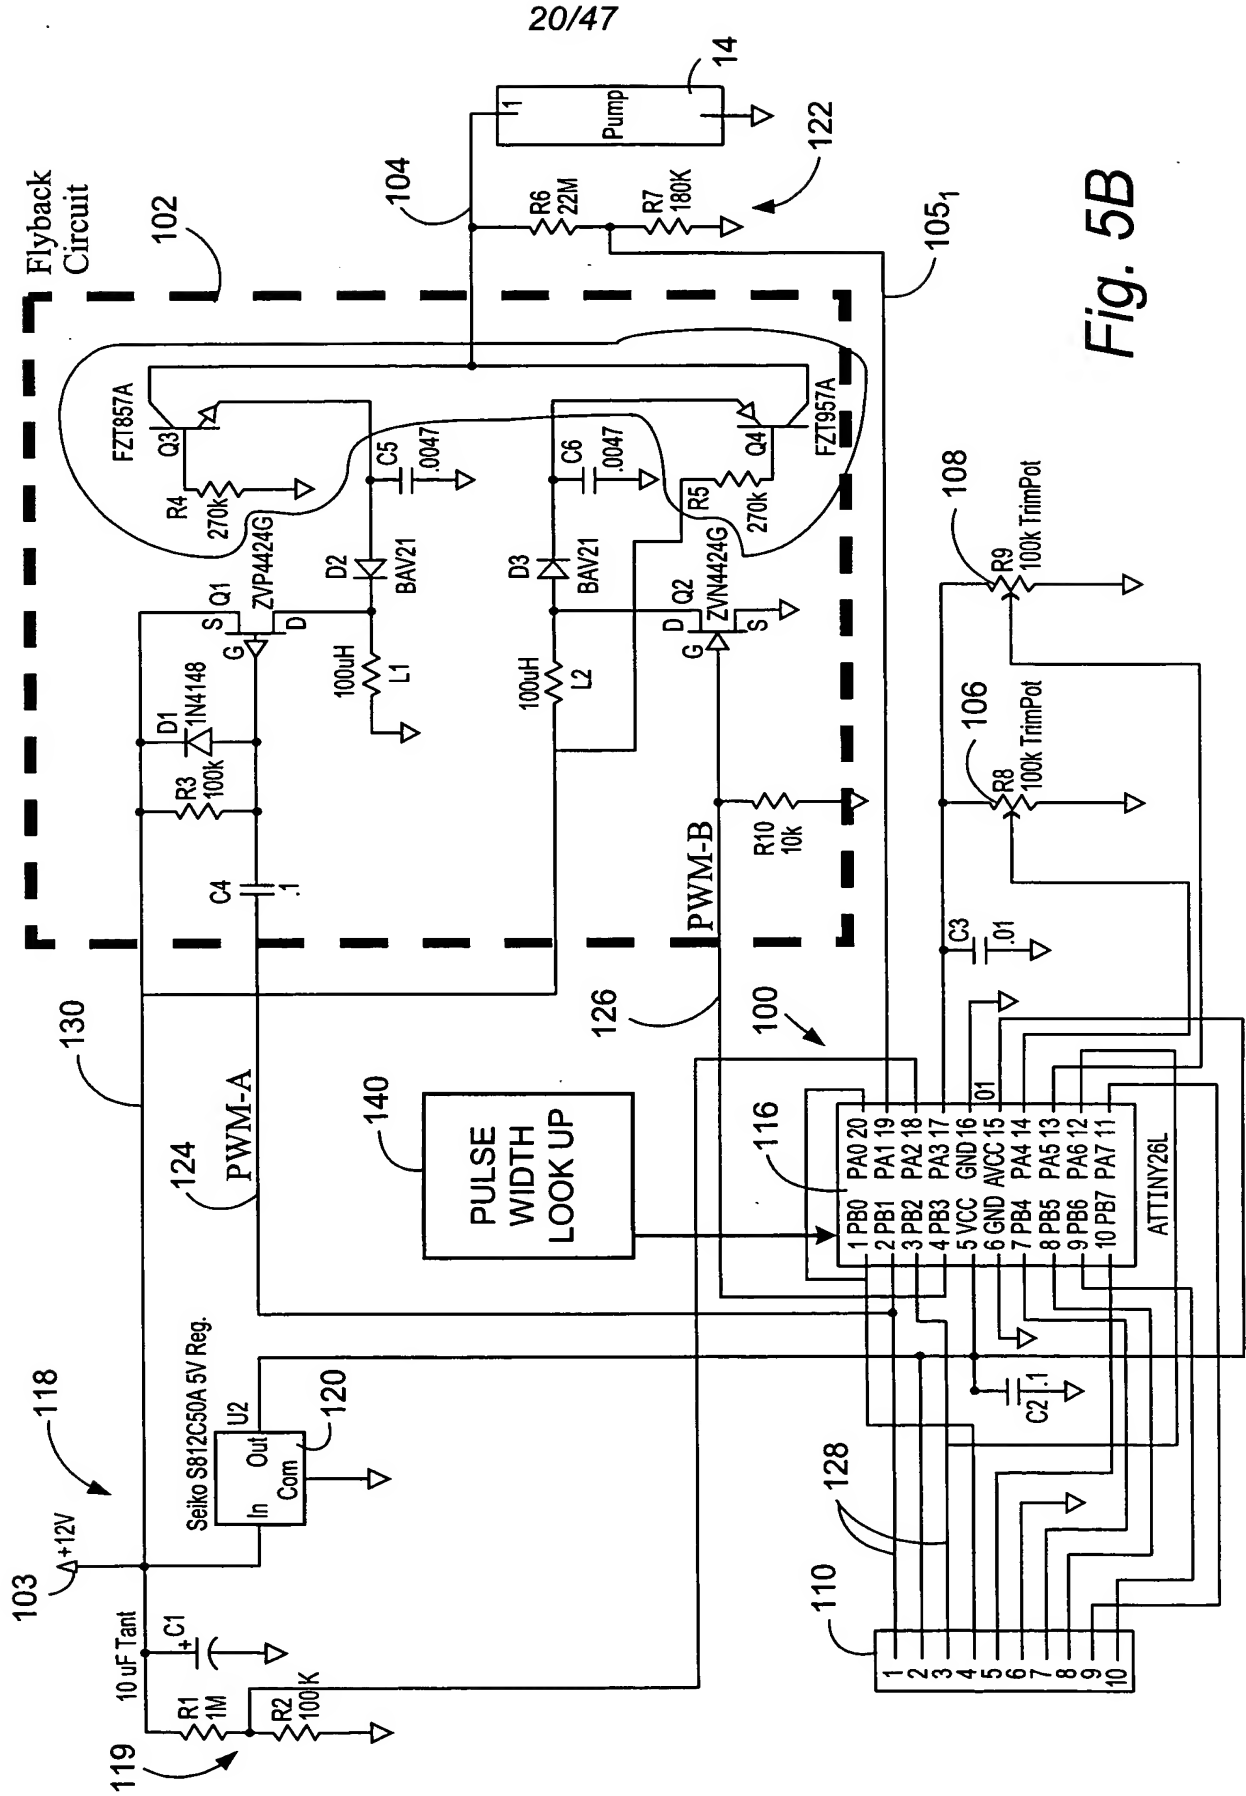 20/47
Flyback
Circuit
102
104
14
1
Pump
R6
22M
R7
180K
122
105₁
Fig. 5B
FZT857A
Q3
R4
270k
C5
.0047
C6
.0047
R5
270k
Q4
FZT957A
Q1
ZVP4424G
S
G
D
D2
BAV21
D3
BAV21
Q2
ZVN4424G
D
G
S
D1
1N4148
R3
100k
100uH
L1
100uH
L2
C4
.1
PWM-B
R10
10k
108
R9
100k TrimPot
106
R8
100k TrimPot
C3
.01
130
PWM-A
124
126
100
140
PULSE
WIDTH
LOOK UP
116
1 PB0 PA0 20
2 PB1 PA1 19
3 PB2 PA2 18
4 PB3 PA3 17
5 VCC GND 16
6 GND AVCC 15
7 PB4 PA4 14
8 PB5 PA5 13
9 PB6 PA6 12
10 PB7 PA7 11
01
ATTINY26L
118
103
+12V
Seiko S812C50A 5V Reg.
U2
In
Out
Com
120
10 uF Tant
+
C1
R1
1M
R2
100 K
119
C2
.1
128
110
1
2
3
4
5
6
7
8
9
10